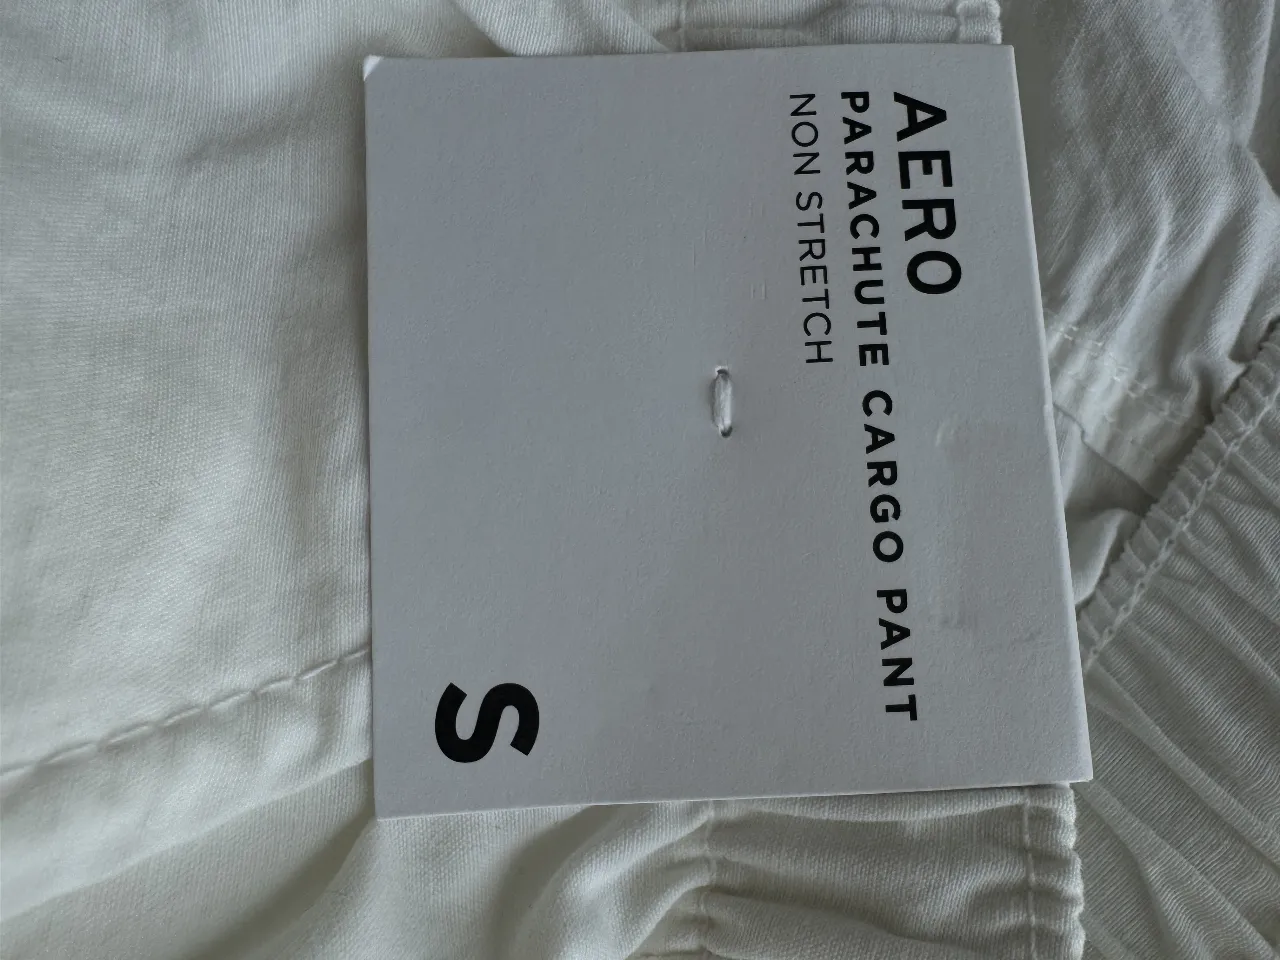 AERO
PARACHUTE CARGO PANT
NON STRETCH
S